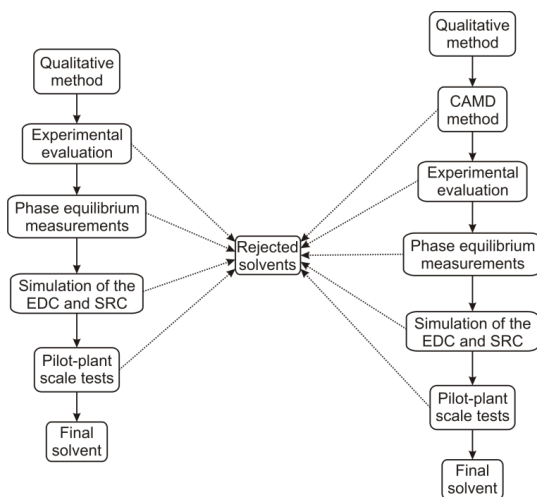 Qualitative
method
Experimental
evaluation
Phase equilibrium
measurements
Simulation of the
EDC and SRC
Pilot-plant
scale tests
Final
solvent
Rejected
solvents
Qualitative
method
CAMD
method
Experimental
evaluation
Phase equilibrium
measurements
Simulation of the
EDC and SRC
Pilot-plant
scale tests
Final
solvent